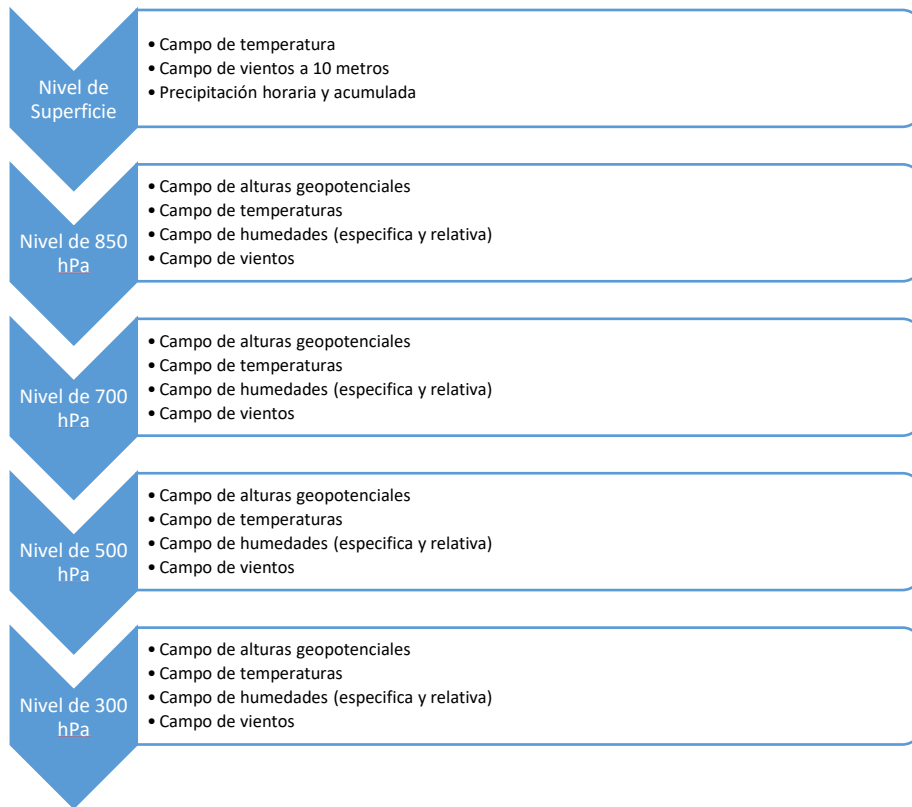 Nivel de
Superficie
• Campo de temperatura
• Campo de vientos a 10 metros
• Precipitación horaria y acumulada
Nivel de 850
hPa
• Campo de alturas geopotenciales
• Campo de temperaturas
• Campo de humedades (especifica y relativa)
• Campo de vientos
Nivel de 700
hPa
• Campo de alturas geopotenciales
• Campo de temperaturas
• Campo de humedades (especifica y relativa)
• Campo de vientos
Nivel de 500
hPa
• Campo de alturas geopotenciales
• Campo de temperaturas
• Campo de humedades (especifica y relativa)
• Campo de vientos
Nivel de 300
hPa
• Campo de alturas geopotenciales
• Campo de temperaturas
• Campo de humedades (especifica y relativa)
• Campo de vientos